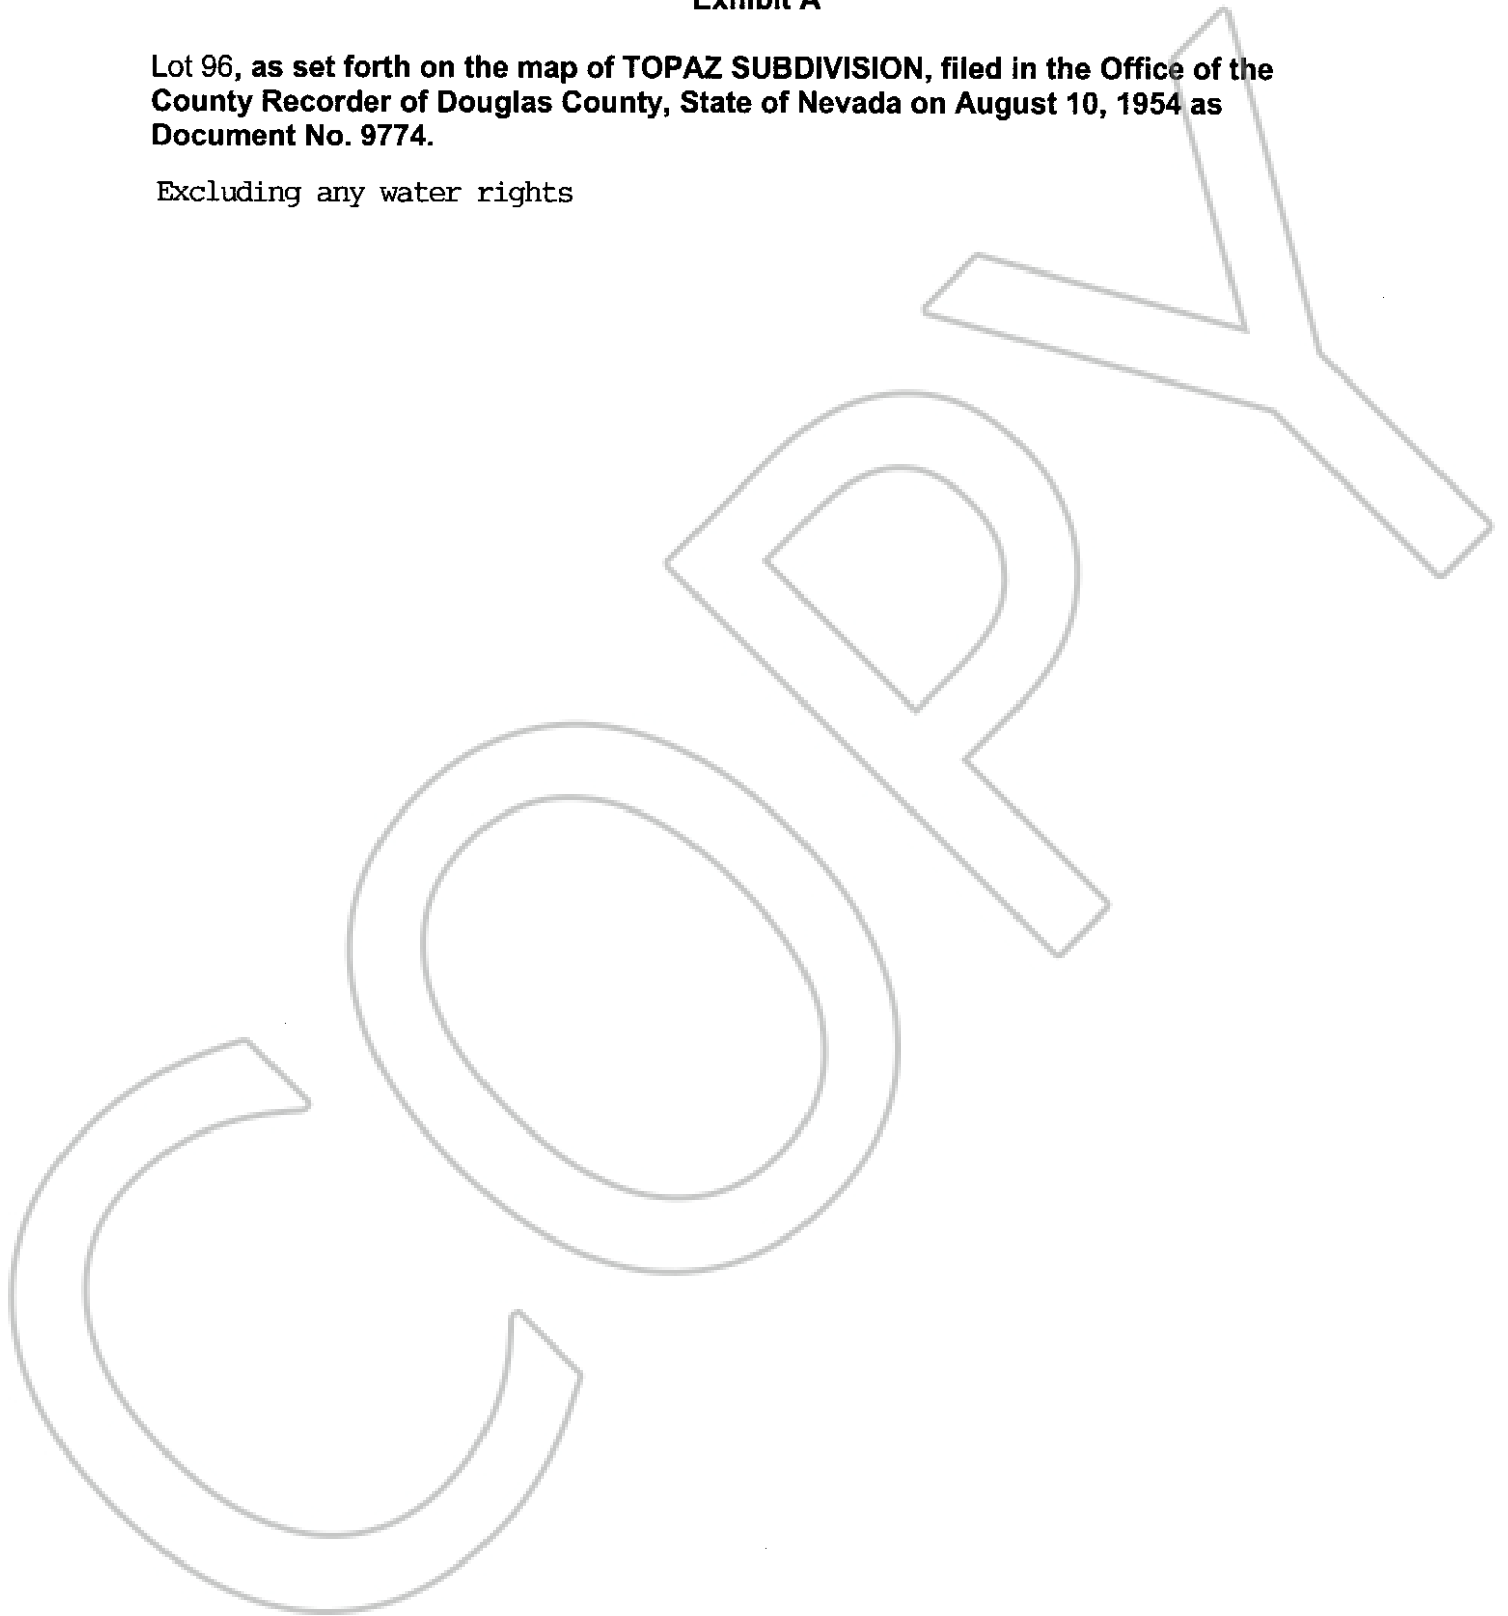 Exhibit A
Lot 96, as set forth on the map of TOPAZ SUBDIVISION, filed in the Office of the
County Recorder of Douglas County, State of Nevada on August 10, 1954 as
Document No. 9774.
Excluding any water rights
COPY